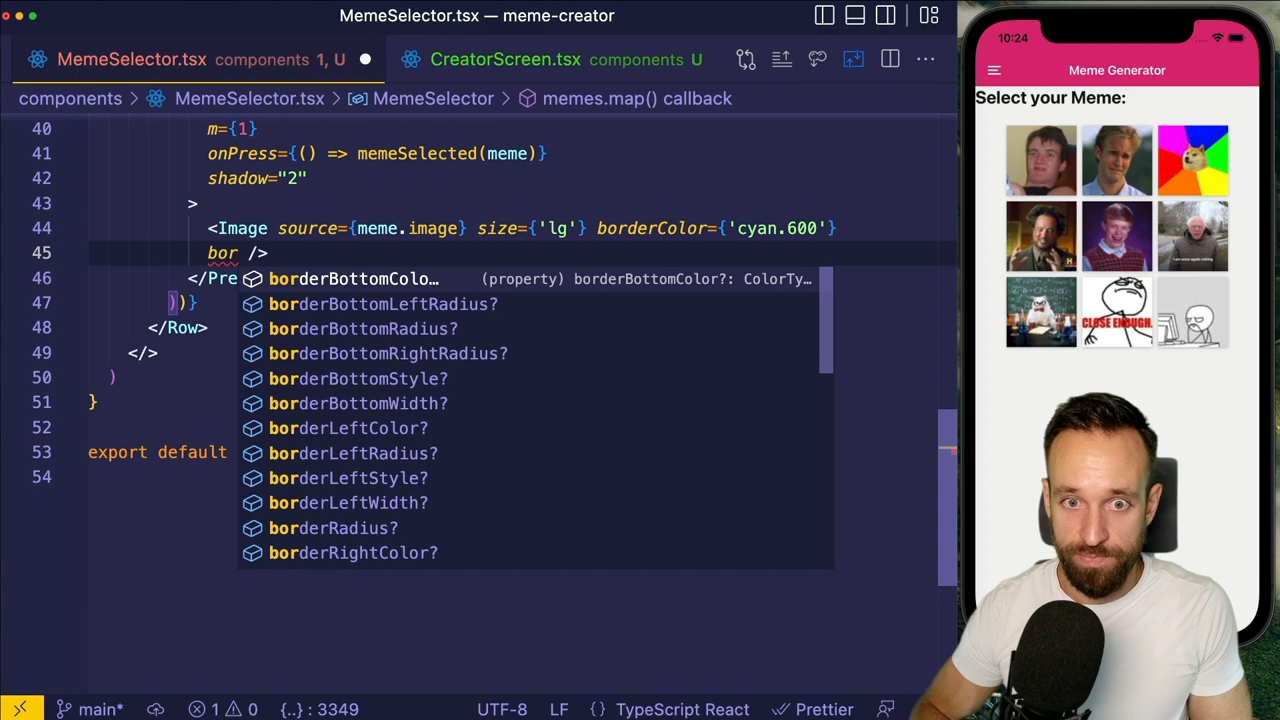 MemeSelector.tsx — meme-creator
MemeSelector.tsx components 1, U
CreatorScreen.tsx components U
components > MemeSelector.tsx > MemeSelector > memes.map() callback
40 m={1}
41 onPress={() => memeSelected(meme)}
42 shadow="2"
43 >
44 <Image source={meme.image} size={'lg'} borderColor={'cyan.600'}
45 bor />
46 </Pre
47 ))}
48 </Row>
49 </>
50 )
51 }
52
53 export default
54
borderBottomColo… (property) borderBottomColor?: ColorTy…
borderBottomLeftRadius?
borderBottomRadius?
borderBottomRightRadius?
borderBottomStyle?
borderBottomWidth?
borderLeftColor?
borderLeftRadius?
borderLeftStyle?
borderLeftWidth?
borderRadius?
borderRightColor?
main* 1 0 {..} : 3349 UTF-8 LF {} TypeScript React Prettier
10:24
Meme Generator
Select your Meme:
H
I am once again asking
CLOSE ENOUGH.